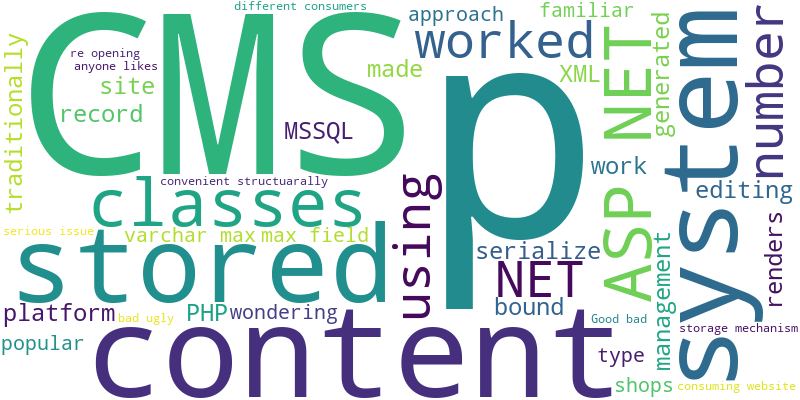 different consumers
approach
familiar
CMS
p
worked
re opening
anyone likes
made
XML
site
record
MSSQL
traditionally
ASP NET
generated
system
number
convenient structuarally
work
editing
classes
using
varchar max
max field
serious issue
stored
serialize
NET
bound
management
renders
platform
bad ugly
PHP
wondering
Good bad
storage mechanism
popular
content
type
shops
consuming website